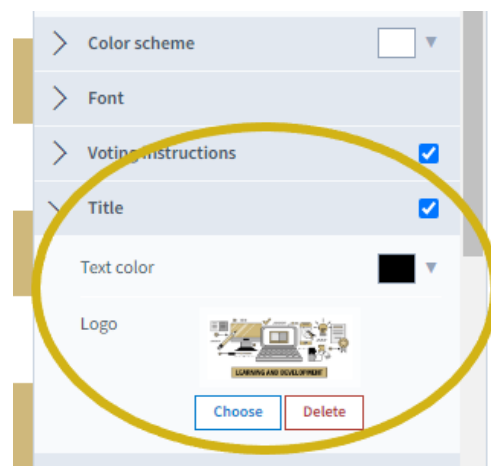 Color scheme
Font
Voting instructions
Title
Text color
Logo
LEARNING AND DEVELOPMENT
Choose Delete